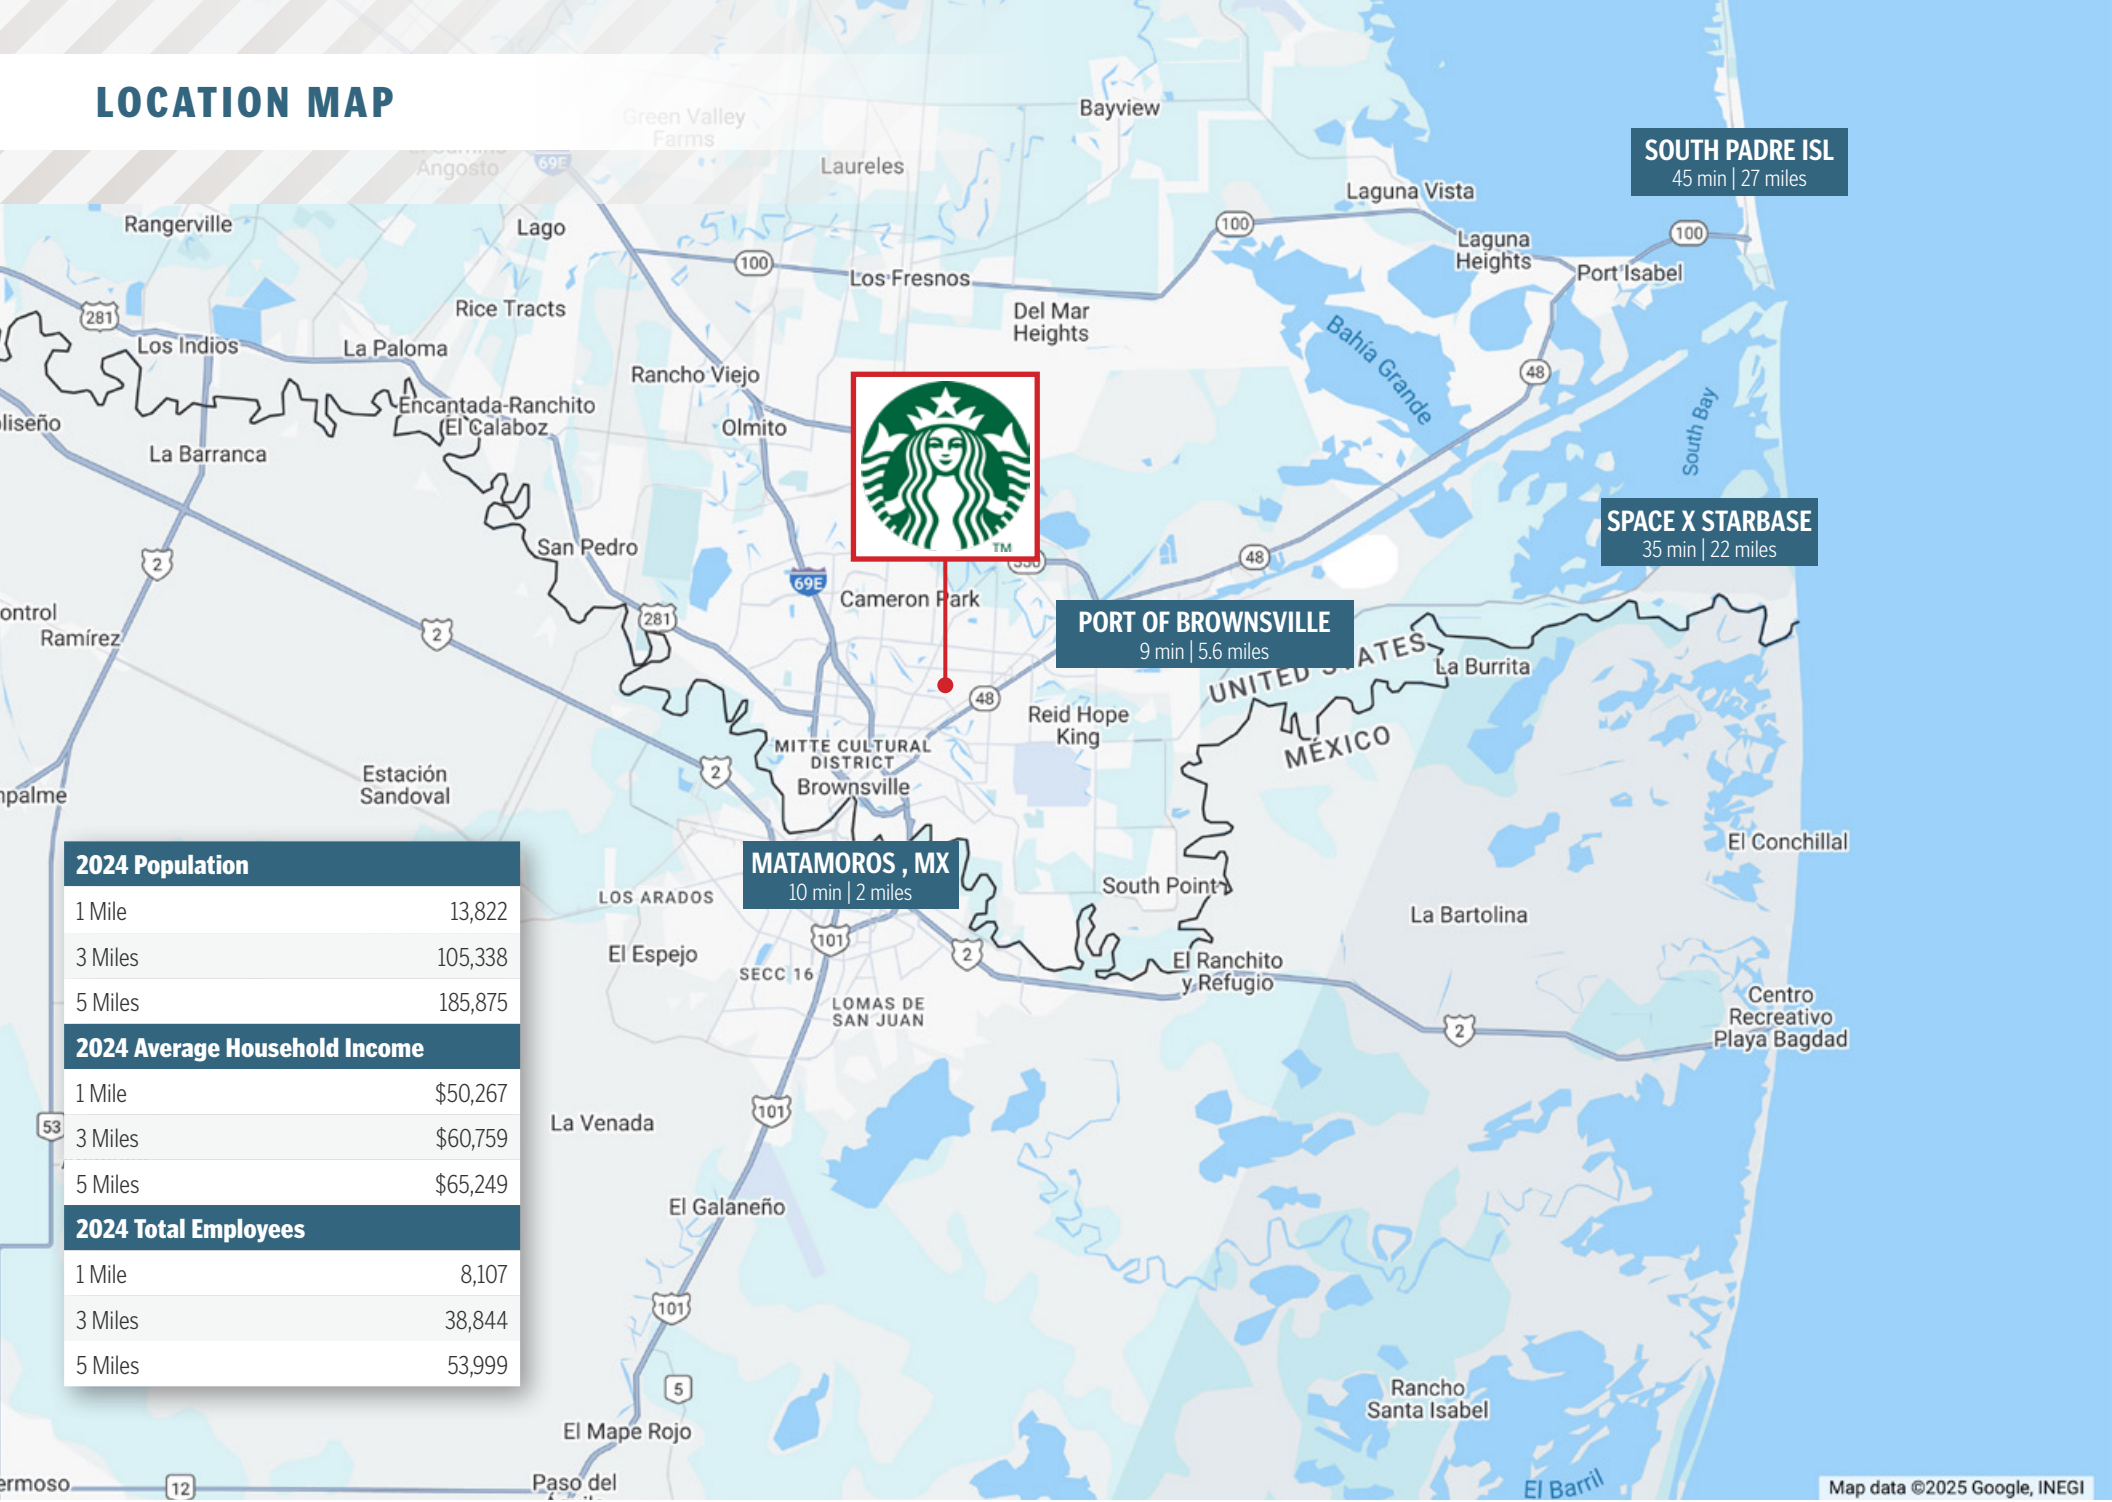 LOCATION MAP
Green Valley
Farms
Angosto
69E
Laureles
Bayview
SOUTH PADRE ISL
45 min | 27 miles
Laguna Vista
Rangerville
Lago
100
100
100
Laguna
Heights
Port Isabel
Los Fresnos
Rice Tracts
Del Mar
Heights
281
Los Indios
La Paloma
Bahía Grande
Rancho Viejo
48
Encantada-Ranchito
El Calaboz
liseño
Olmito
South Bay
La Barranca
TM
SPACE X STARBASE
35 min | 22 miles
San Pedro
2
48
69E
Cameron Park
ontrol
Ramírez
2
281
PORT OF BROWNSVILLE
9 min | 5.6 miles
UNITED STATES
La Burrita
48
Reid Hope
King
MÉXICO
MITTE CULTURAL
DISTRICT
Brownsville
2
Estación
Sandoval
palme
El Conchillal
MATAMOROS , MX
10 min | 2 miles
LOS ARADOS
South Point
La Bartolina
101
2
El Espejo
SECC 16
El Ranchito
y Refugio
LOMAS DE
SAN JUAN
Centro
Recreativo
Playa Bagdad
2
2024 Population
1 Mile 13,822
3 Miles 105,338
5 Miles 185,875
2024 Average Household Income
1 Mile $50,267
3 Miles $60,759
5 Miles $65,249
2024 Total Employees
1 Mile 8,107
3 Miles 38,844
5 Miles 53,999
53
La Venada
101
El Galaneño
101
5
El Mape Rojo
Rancho
Santa Isabel
ermoso
12
Paso del
El Barril
Map data ©2025 Google, INEGI